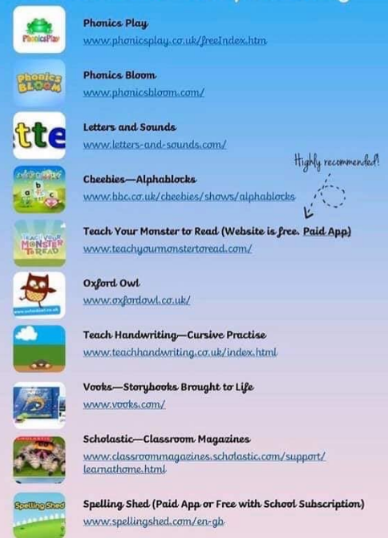 PhonicsPlay
Phonics Play
www.phonicsplay.co.uk/freeIndex.htm
Phonics
BLOOM
Phonics Bloom
www.phonicsbloom.com/
tte
Letters and Sounds
www.letters-and-sounds.com/
Highly recommended!
Cbeebies—Alphablocks
www.bbc.co.uk/cbeebies/shows/alphablocks
TEACH YOUR
MONSTER
TO READ
Teach Your Monster to Read (Website is free. Paid App)
www.teachyourmonstertoread.com/
Oxford Owl
www.oxfordowl.co.uk/
Teach Handwriting—Cursive Practise
www.teachhandwriting.co.uk/index.html
Vooks—Storybooks Brought to Life
www.vooks.com/
SCHOLASTIC
Scholastic—Classroom Magazines
www.classroommagazines.scholastic.com/support/
learnathome.html
Spelling Shed
Spelling Shed (Paid App or Free with School Subscription)
www.spellingshed.com/en-gb